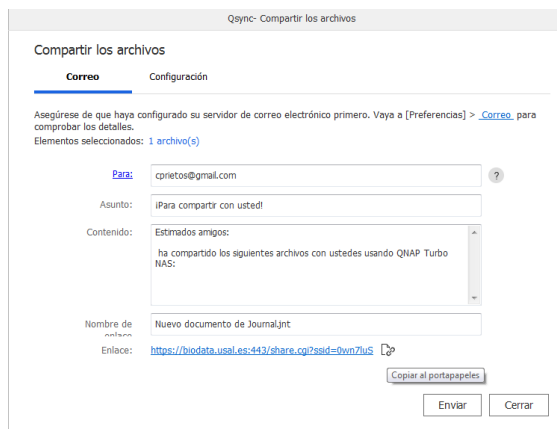 Qsync- Compartir los archivos
Compartir los archivos
Correo
Configuración
Asegúrese de que haya configurado su servidor de correo electrónico primero. Vaya a [Preferencias] > Correo para
comprobar los detalles.
Elementos seleccionados: 1 archivo(s)
Para:
cprietos@gmail.com
?
Asunto:
¡Para compartir con usted!
Contenido:
Estimados amigos:
ha compartido los siguientes archivos con ustedes usando QNAP Turbo
NAS:
Nombre de
enlace
Nuevo documento de Journal.jnt
Enlace:
https://biodata.usal.es:443/share.cgi?ssid=0wn7luS
Copiar al portapapeles
Enviar
Cerrar